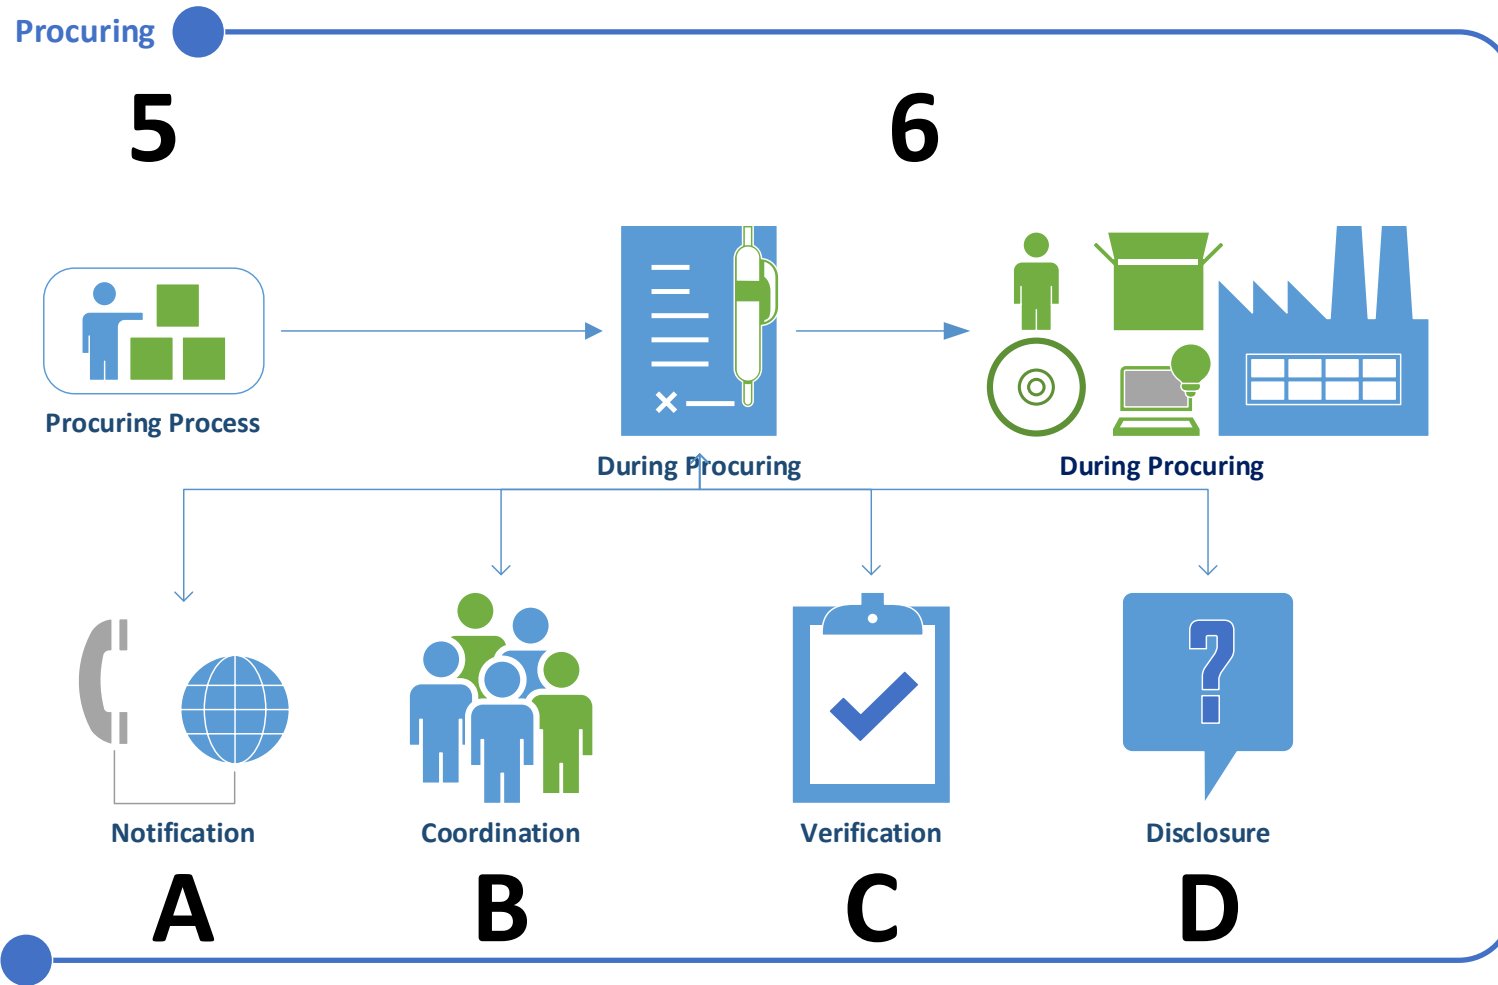 Procuring
5
6
Procuring Process
During Procuring
During Procuring
?
Notification
Coordination
Verification
Disclosure
A
B
C
D